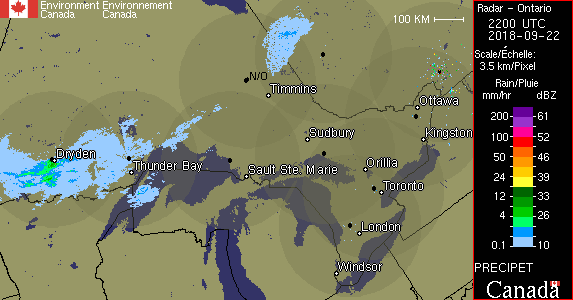 Environment Environnement
Canada Canada
100 KM
N/O
Timmins
Ottawa
Sudbury
Kingston
Dryden
Thunder Bay
Sault Ste. Marie
Orillia
Toronto
London
Windsor
Radar - Ontario
2200 UTC
2018-09-22
Scale/Échelle:
3.5 km/Pixel
Rain/Pluie
mm/hr dBZ
200 61
100 52
50 46
24 39
12 33
4 26
0.1 10
PRECIPET
Canada